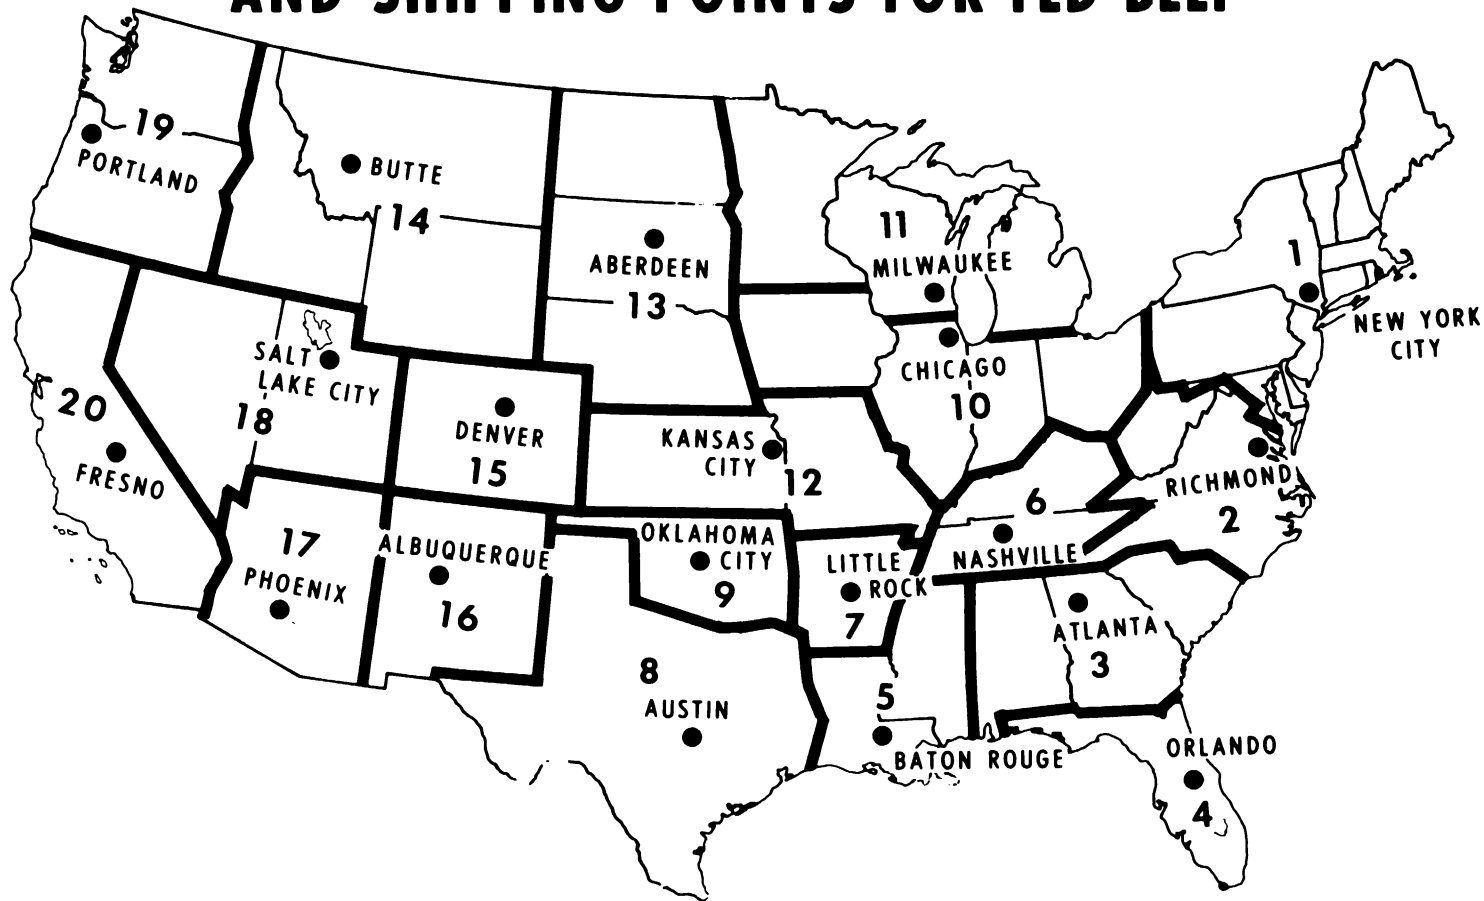 AND SHIPPING POINTS FOR FED BEEF
19
PORTLAND
BUTTE
14
ABERDEEN
13
11
MILWAUKEE
1
NEW YORK
CITY
SALT
LAKE CITY
18
20
FRESNO
DENVER
15
KANSAS
CITY
12
CHICAGO
10
RICHMOND
2
6
NASHVILLE
17
PHOENIX
ALBUQUERQUE
16
OKLAHOMA
CITY
9
LITTLE
ROCK
7
ATLANTA
3
8
AUSTIN
5
BATON ROUGE
ORLANDO
4